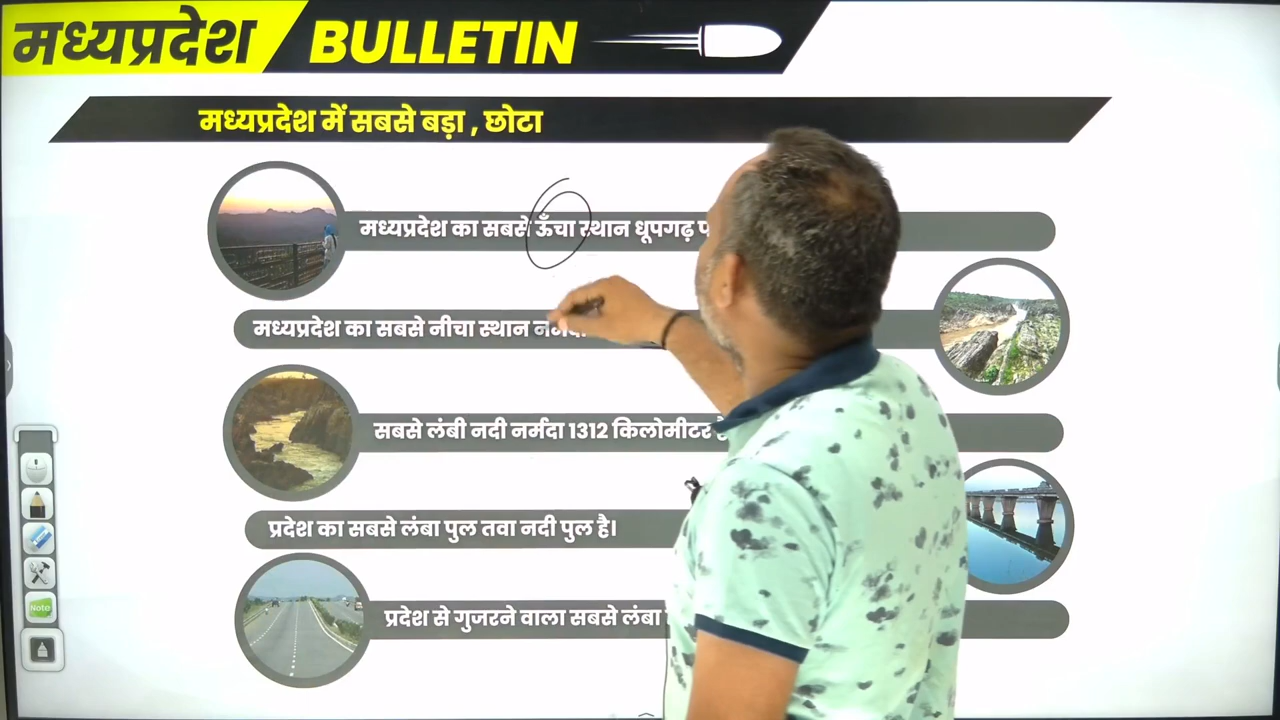 मध्यप्रदेश BULLETIN
मध्यप्रदेश में सबसे बड़ा , छोटा
मध्यप्रदेश का सबसे ऊँचा स्थान धूपगढ़
मध्यप्रदेश का सबसे नीचा स्थान
सबसे लंबी नदी नर्मदा 1312 किलोमीटर
प्रदेश का सबसे लंबा पुल तवा नदी पुल है।
प्रदेश से गुजरने वाला सबसे लंबा
Note